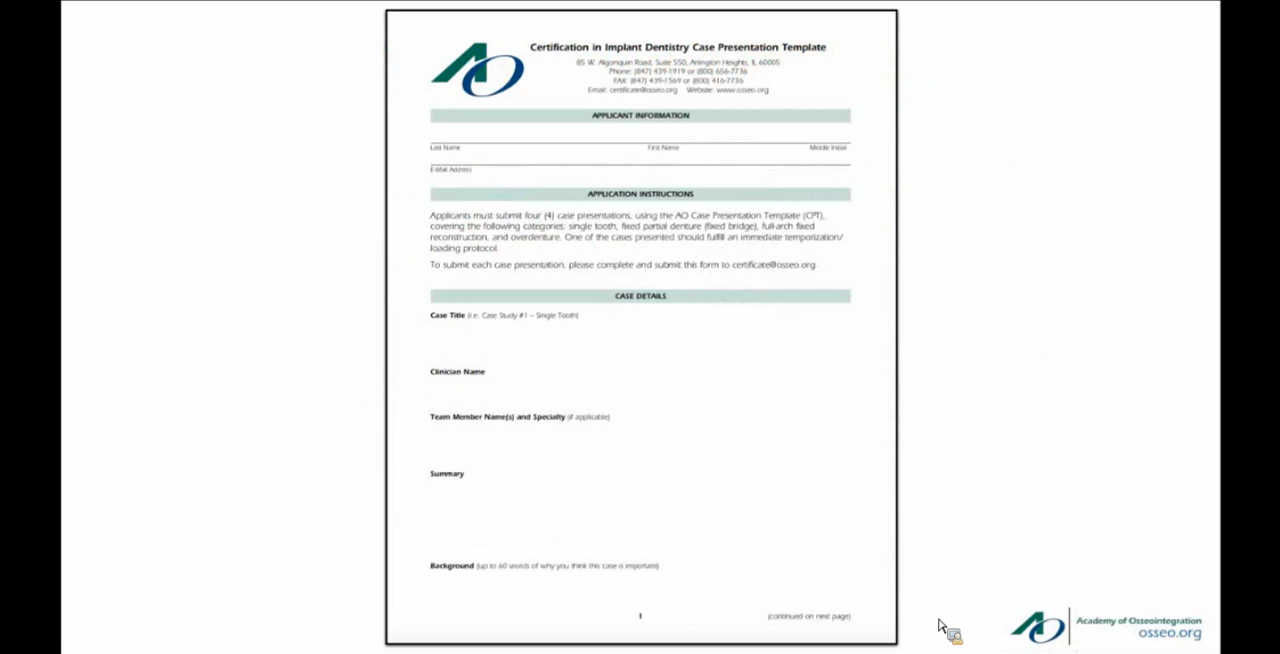 Certification in Implant Dentistry Case Presentation Template
85 W. Algonquin Road, Suite 550, Arlington Heights, IL 60005
Phone: (847) 439-1919 or (800) 656-7736
FAX: (847) 439-1569 or (800) 416-7736
Email: certificate@osseo.org Website: www.osseo.org
APPLICANT INFORMATION
Last Name First Name Middle Initial
E-Mail Address
APPLICATION INSTRUCTIONS
Applicants must submit four (4) case presentations, using the AO Case Presentation Template (CPT),
covering the following categories: single tooth, fixed partial denture (fixed bridge), full-arch fixed
reconstruction, and overdenture. One of the cases presented should fulfill an immediate temporization/
loading protocol.
To submit each case presentation, please complete and submit this form to certificate@osseo.org.
CASE DETAILS
Case Title (i.e. Case Study #1 – Single Tooth)
Clinician Name
Team Member Name(s) and Specialty (if applicable)
Summary
Background (up to 60 words of why you think this case is important)
1 (continued on next page)
AO
Academy of Osseointegration
osseo.org